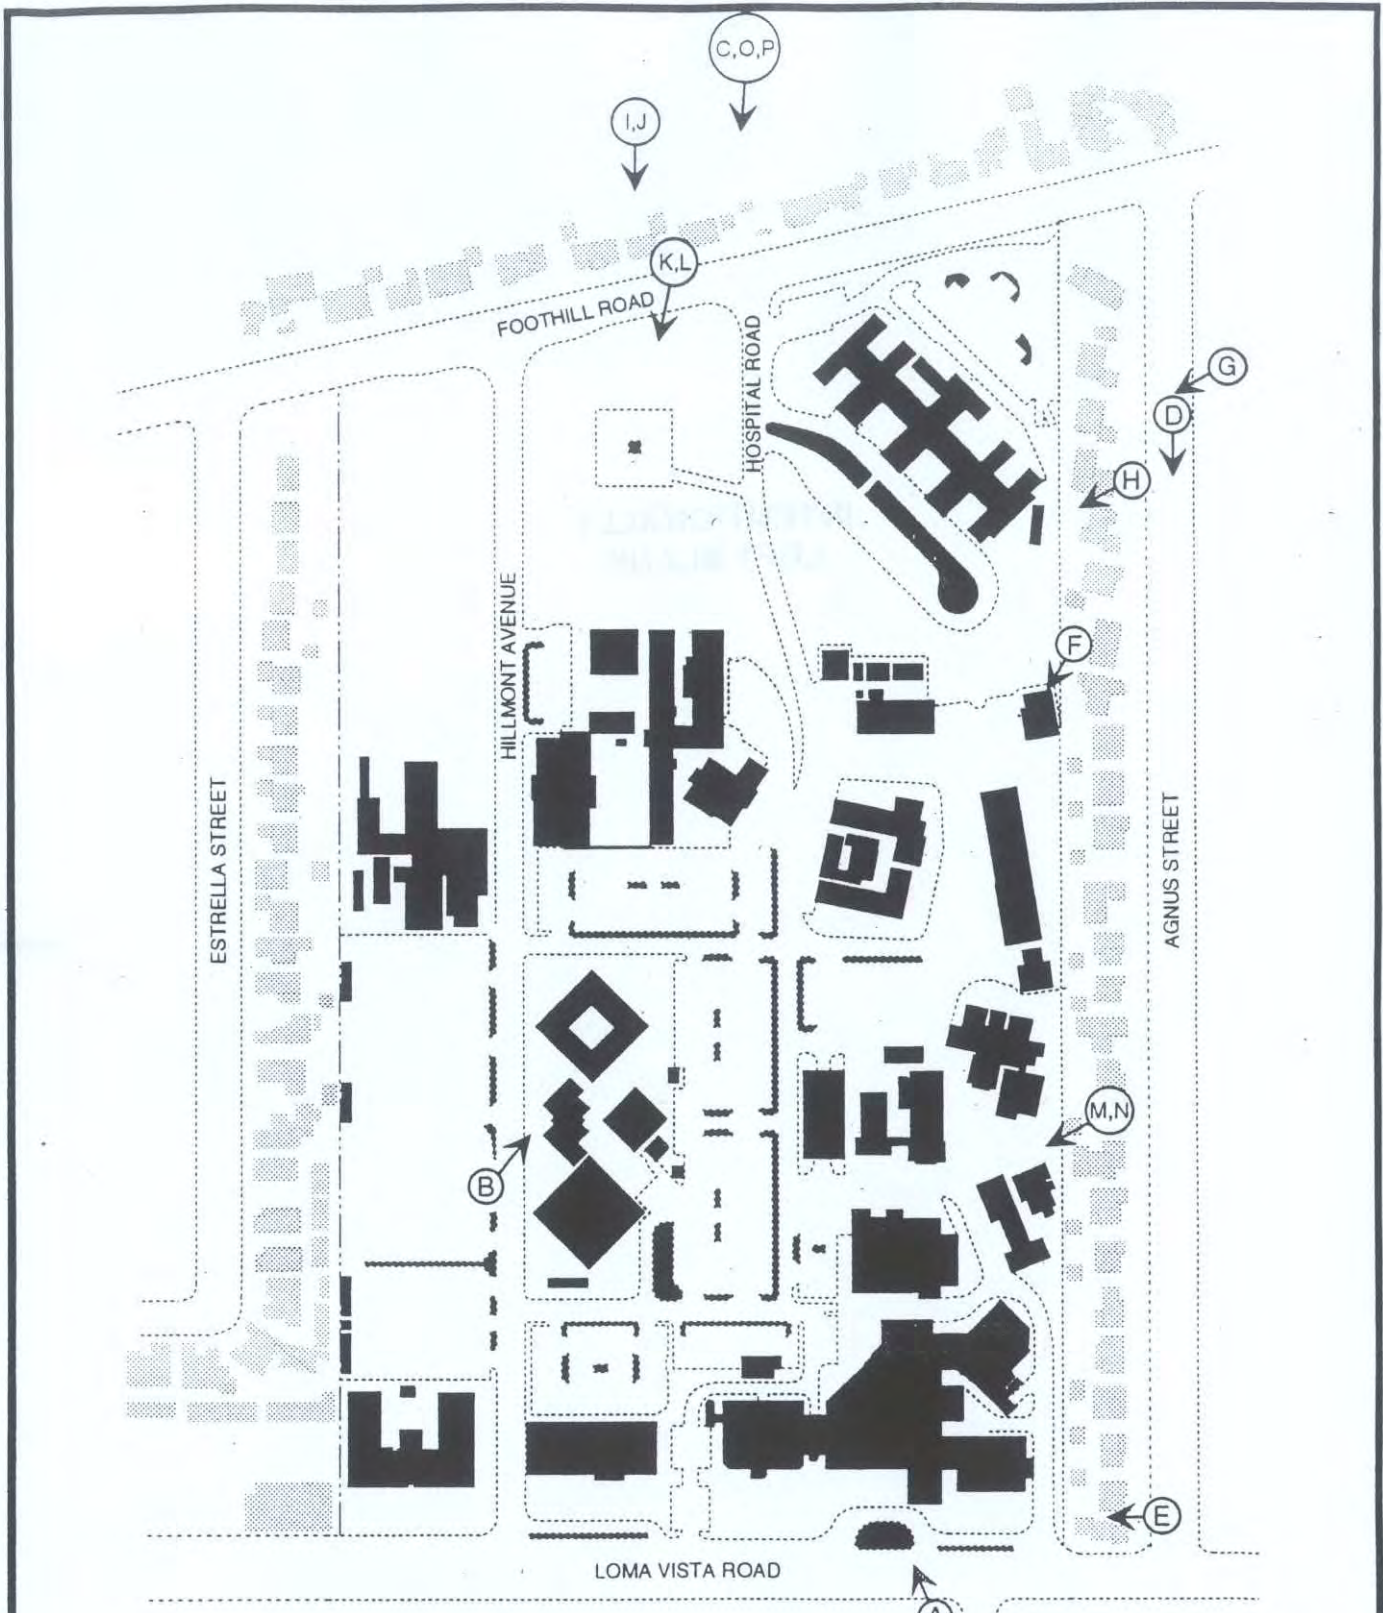 C,O,P
I,J
K,L
FOOTHILL ROAD
HOSPITAL ROAD
G
D
H
HILLMONT AVENUE
F
ESTRELLA STREET
AGNUS STREET
M,N
B
E
LOMA VISTA ROAD
A